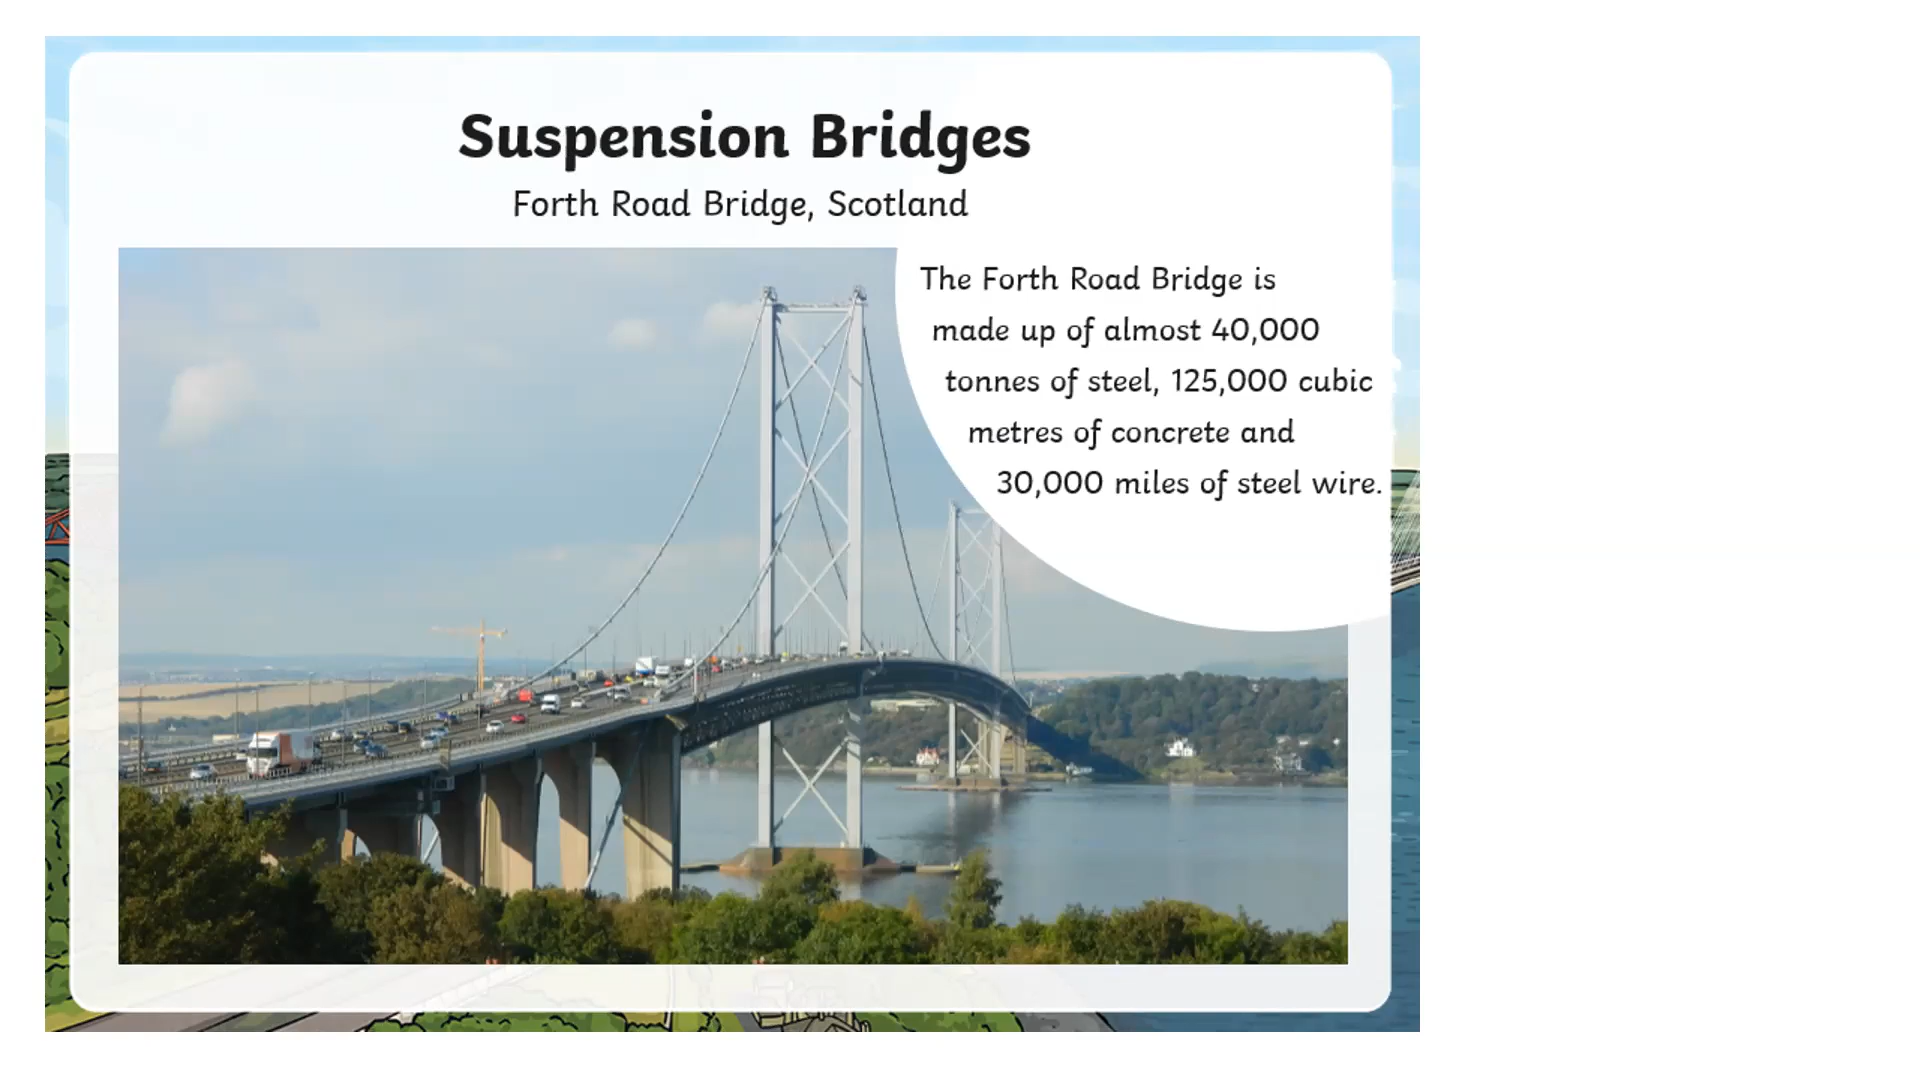 Suspension Bridges
Forth Road Bridge, Scotland
The Forth Road Bridge is
made up of almost 40,000
tonnes of steel, 125,000 cubic
metres of concrete and
30,000 miles of steel wire.